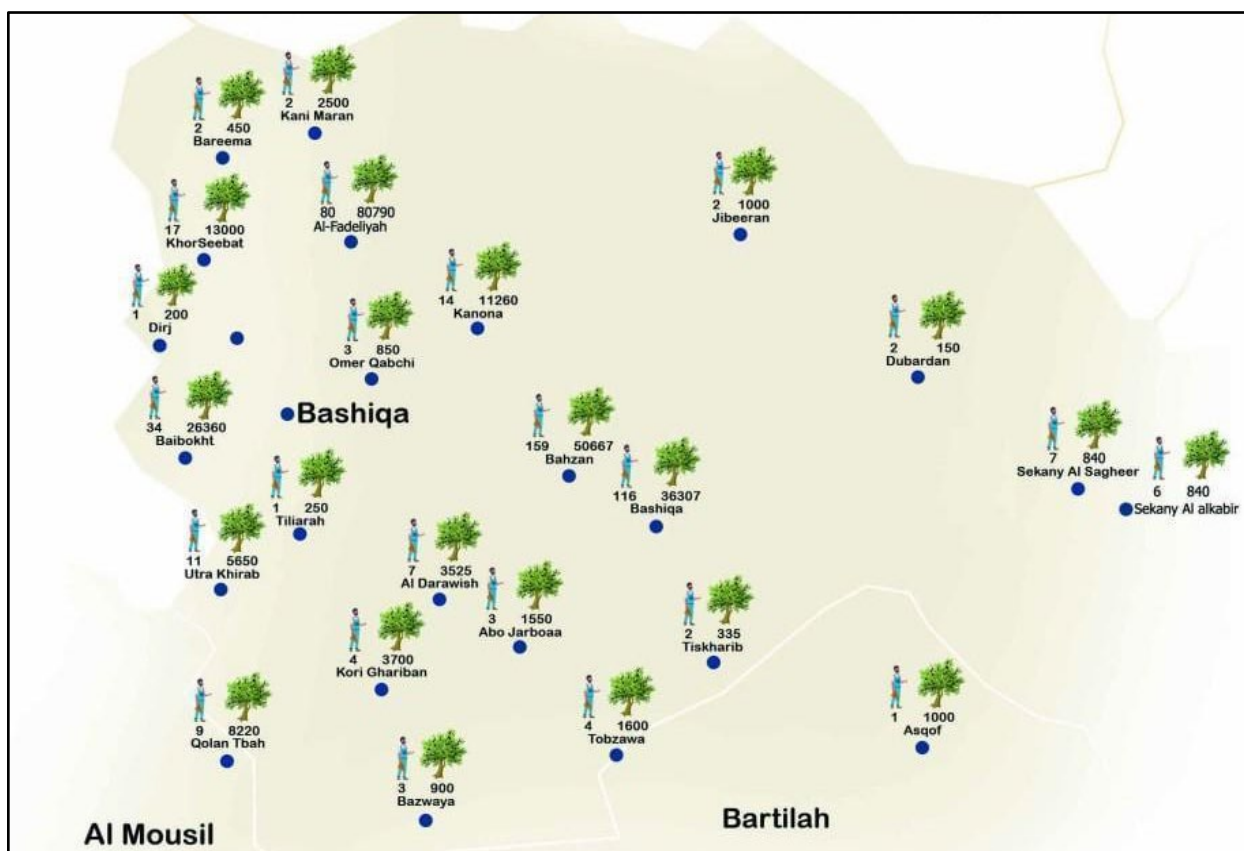 2 2500
Kani Maran
2 450
Bareema
80 80790
Al-Fadeliyah
2 1000
Jibeeran
17 13000
KhorSeebat
14 11260
Kanona
1 200
Dirj
3 850
Omer Qabchi
2 150
Dubardan
Bashiqa
34 26360
Baibokht
159 50667
Bahzan
7 840
Sekany Al Sagheer
6 840
Sekany Al alkabir
116 36307
Bashiqa
1 250
Tiliarah
11 5650
Utra Khirab
7 3525
Al Darawish
3 1550
Abo Jarboaa
2 335
Tiskharib
4 3700
Kori Ghariban
9 8220
Qolan Tbah
4 1600
Tobzawa
1 1000
Asqof
3 900
Bazwaya
Al Mousil
Bartilah